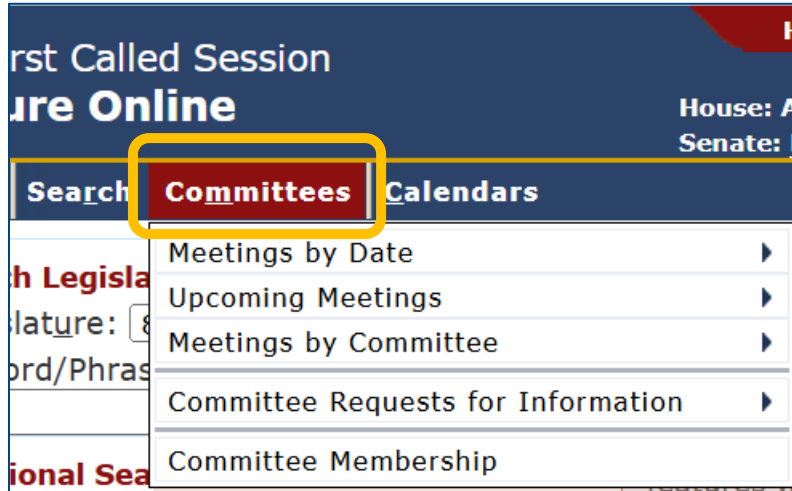 rst Called Session
ure Online
House: A
Senate:
Search Committees Calendars
Meetings by Date
ch Legisla
Upcoming Meetings
slature:
Meetings by Committee
ord/Phras
Committee Requests for Information
Committee Membership
ional Sea